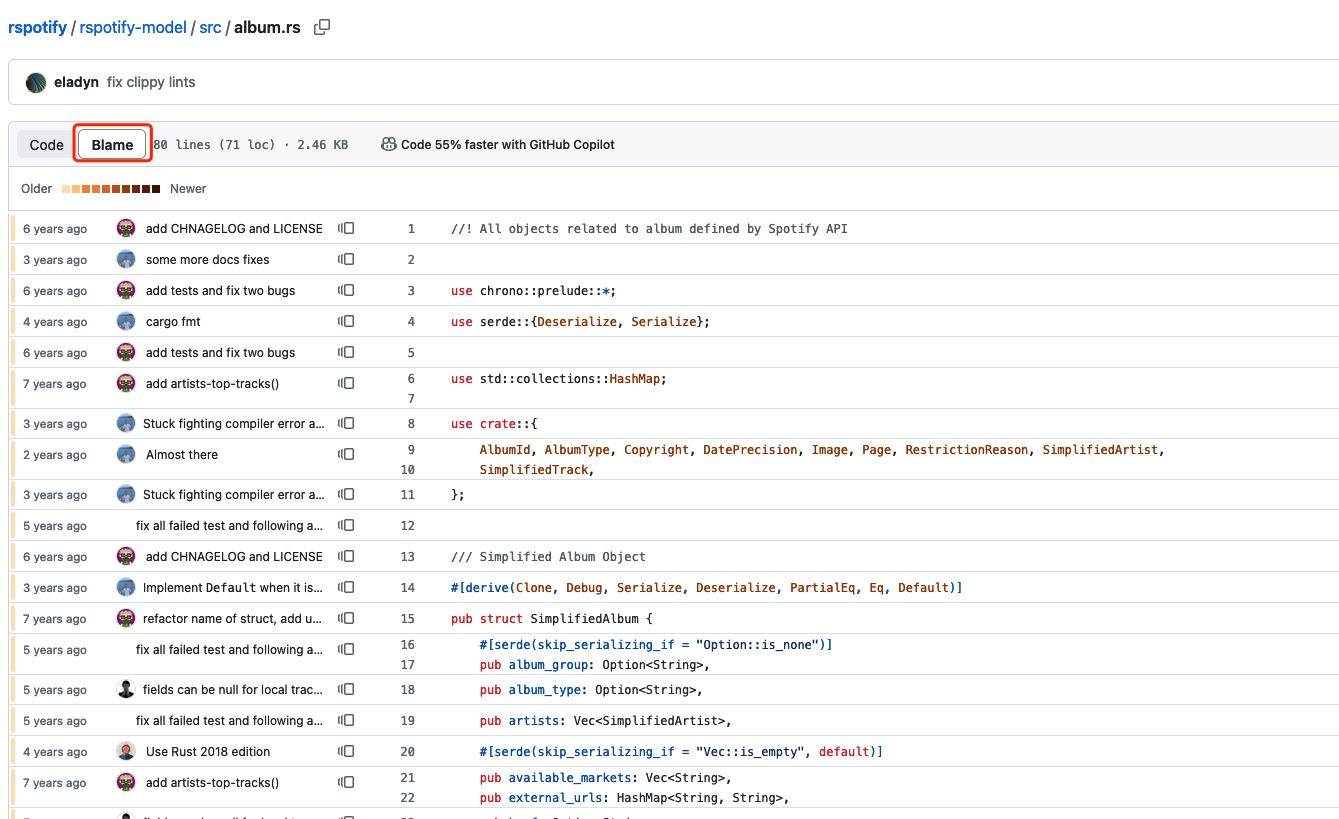 rspotify / rspotify-model / src / album.rs
eladyn fix clippy lints
Code Blame 80 lines (71 loc) · 2.46 KB Code 55% faster with GitHub Copilot
Older Newer
6 years ago add CHNAGELOG and LICENSE 1 //! All objects related to album defined by Spotify API
3 years ago some more docs fixes 2
6 years ago add tests and fix two bugs 3 use chrono::prelude::*;
4 years ago cargo fmt 4 use serde::{Deserialize, Serialize};
6 years ago add tests and fix two bugs 5
7 years ago add artists-top-tracks() 6 use std::collections::HashMap;
7
3 years ago Stuck fighting compiler error a... 8 use crate::{
2 years ago Almost there 9 AlbumId, AlbumType, Copyright, DatePrecision, Image, Page, RestrictionReason, SimplifiedArtist,
10 SimplifiedTrack,
3 years ago Stuck fighting compiler error a... 11 };
5 years ago fix all failed test and following a... 12
6 years ago add CHNAGELOG and LICENSE 13 /// Simplified Album Object
3 years ago Implement Default when it is... 14 #[derive(Clone, Debug, Serialize, Deserialize, PartialEq, Eq, Default)]
7 years ago refactor name of struct, add u... 15 pub struct SimplifiedAlbum {
5 years ago fix all failed test and following a... 16 #[serde(skip_serializing_if = "Option::is_none")]
17 pub album_group: Option<String>,
5 years ago fields can be null for local trac... 18 pub album_type: Option<String>,
5 years ago fix all failed test and following a... 19 pub artists: Vec<SimplifiedArtist>,
4 years ago Use Rust 2018 edition 20 #[serde(skip_serializing_if = "Vec::is_empty", default)]
7 years ago add artists-top-tracks() 21 pub available_markets: Vec<String>,
22 pub external_urls: HashMap<String, String>,